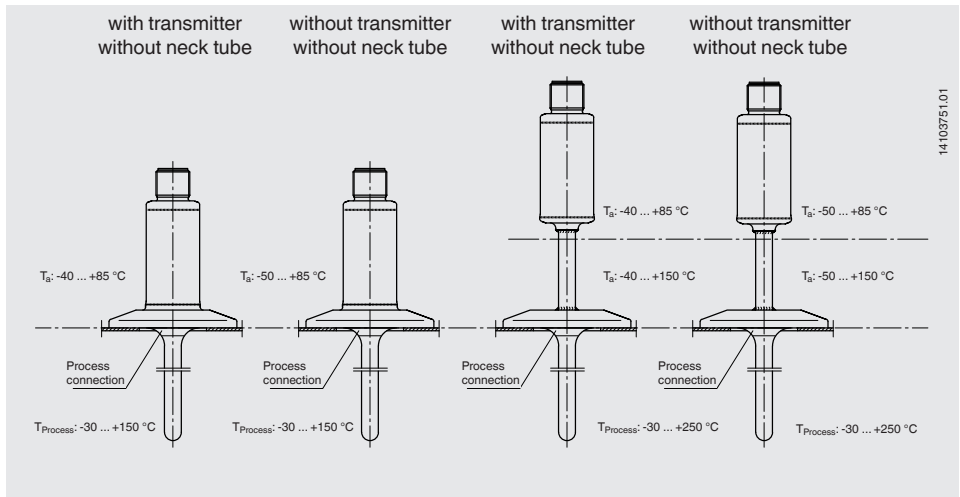 with transmitter
without neck tube
without transmitter
without neck tube
with transmitter
without neck tube
without transmitter
without neck tube
14103751.01
Ta: -40 ... +85 °C
Ta: -50 ... +85 °C
Ta: -40 ... +85 °C
Ta: -50 ... +85 °C
Ta: -40 ... +150 °C
Ta: -50 ... +150 °C
Process
connection
Process
connection
Process
connection
Process
connection
TProcess: -30 ... +150 °C
TProcess: -30 ... +150 °C
TProcess: -30 ... +250 °C
TProcess: -30 ... +250 °C